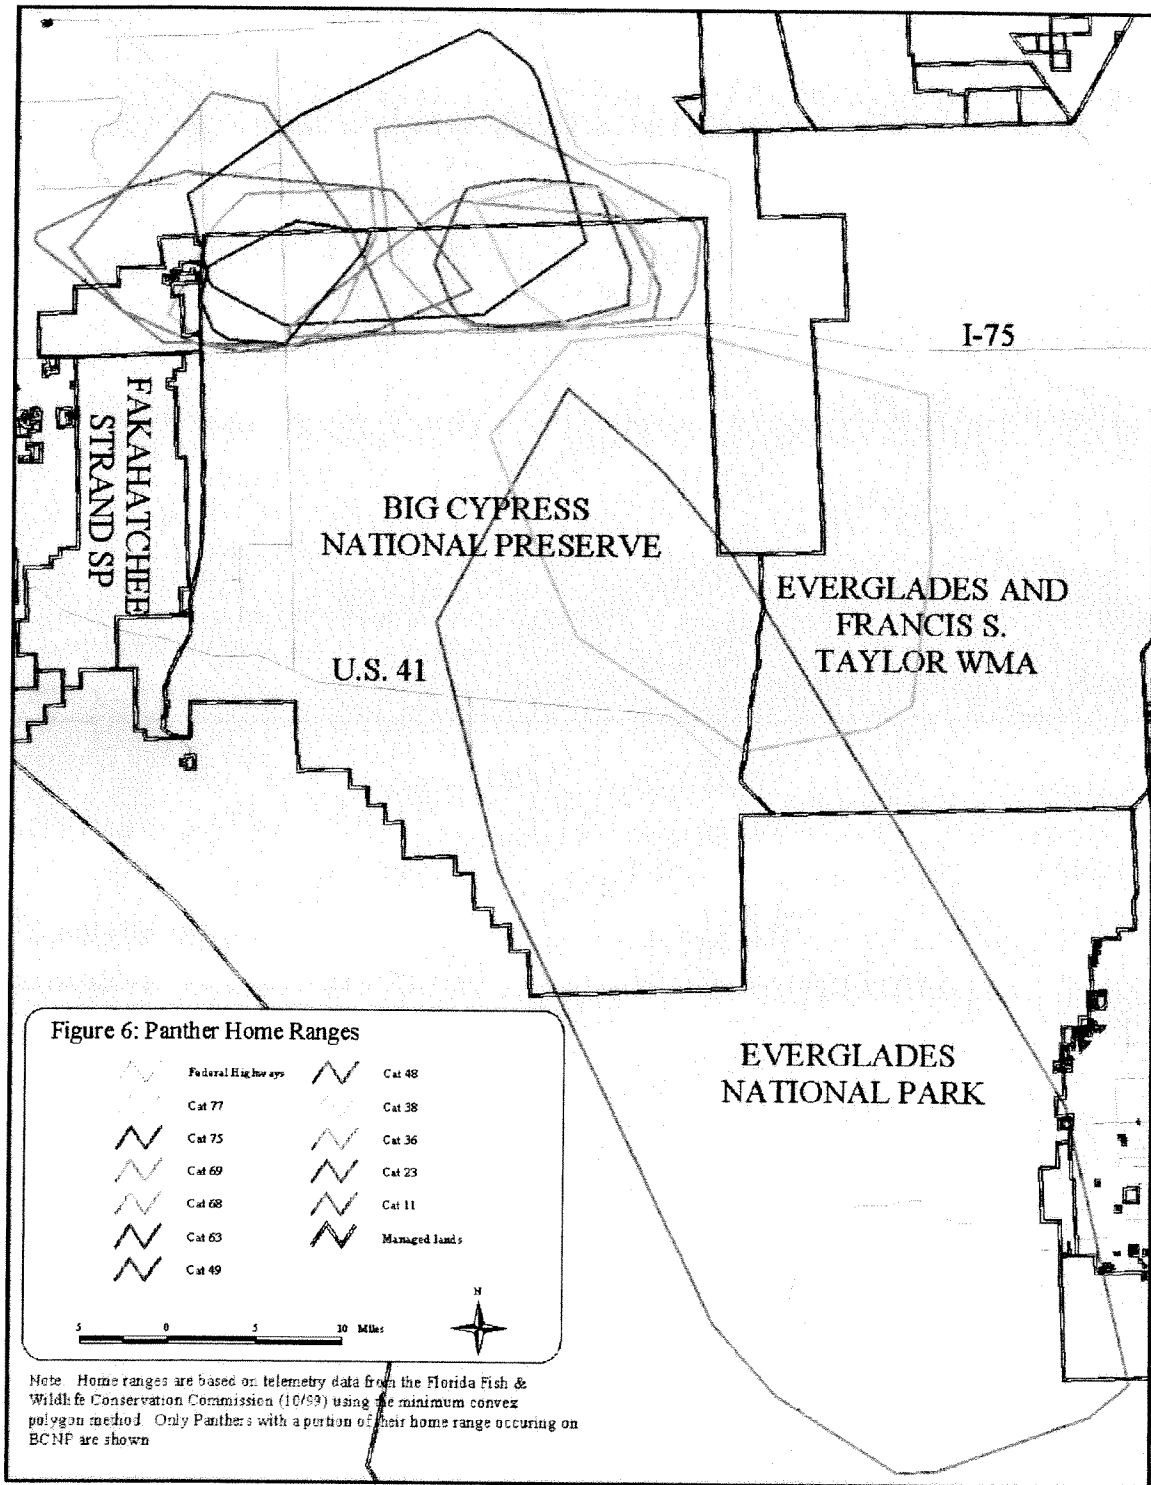 I-75
FAKAHATCHEE
STRAND SP
BIG CYPRESS
NATIONAL PRESERVE
EVERGLADES AND
FRANCIS S.
TAYLOR WMA
U.S. 41
EVERGLADES
NATIONAL PARK
Figure 6: Panther Home Ranges
Federal Highways
Cat 77
Cat 75
Cat 69
Cat 68
Cat 63
Cat 49
Cat 48
Cat 38
Cat 36
Cat 23
Cat 11
Managed lands
N
5 0 5 10 Miles
Note. Home ranges are based on telemetry data from the Florida Fish &
Wildlife Conservation Commission (10/99) using the minimum convex
polygon method. Only Panthers with a portion of their home range occuring on
BCNP are shown